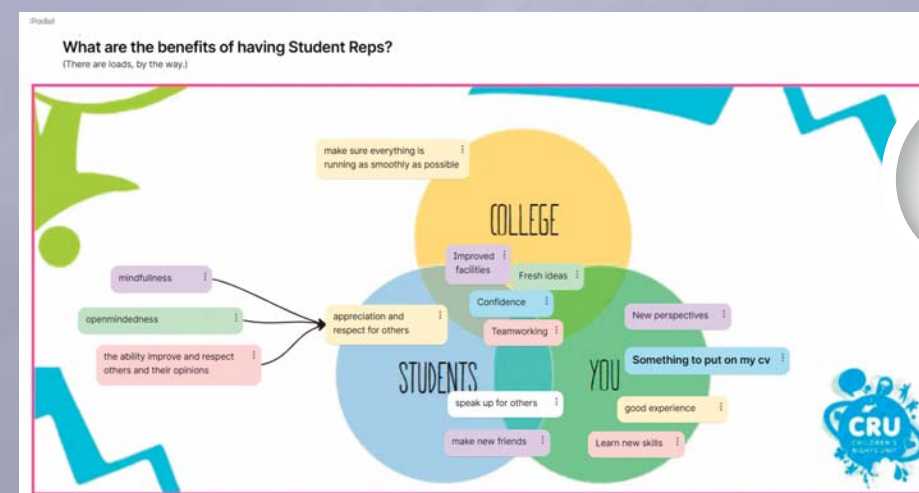 :Padlet
What are the benefits of having Student Reps?
(There are loads, by the way.)
make sure everything is
running as smoothly as possible
COLLEGE
Improved
facilities
Fresh ideas
mindfullness
Confidence
openmindedness
appreciation and
respect for others
Teamworking
New perspectives
the ability improve and respect
others and their opinions
Something to put on my cv
STUDENTS
YOU
speak up for others
good experience
make new friends
Learn new skills
CRU
CHILDREN'S
RIGHTS UNIT